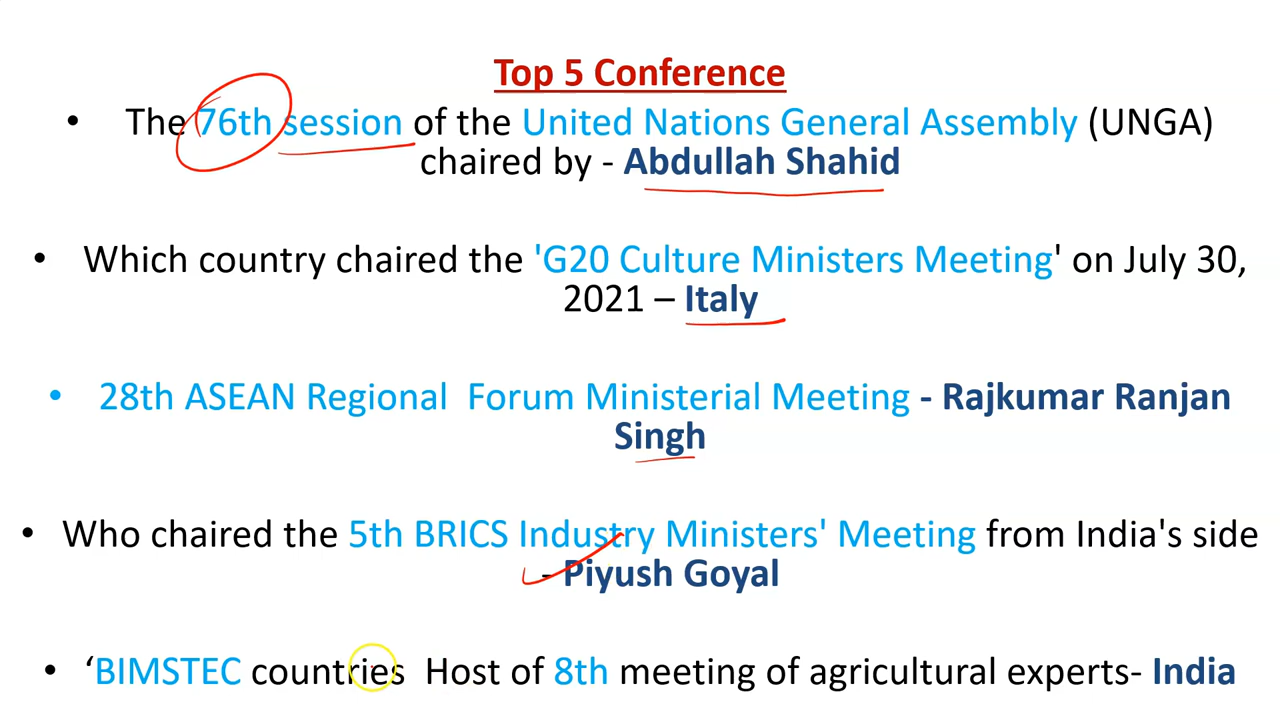 Top 5 Conference
• The 76th session of the United Nations General Assembly (UNGA)
chaired by - Abdullah Shahid
• Which country chaired the 'G20 Culture Ministers Meeting' on July 30,
2021 – Italy
• 28th ASEAN Regional Forum Ministerial Meeting - Rajkumar Ranjan
Singh
• Who chaired the 5th BRICS Industry Ministers' Meeting from India's side
- Piyush Goyal
• ‘BIMSTEC countries Host of 8th meeting of agricultural experts- India